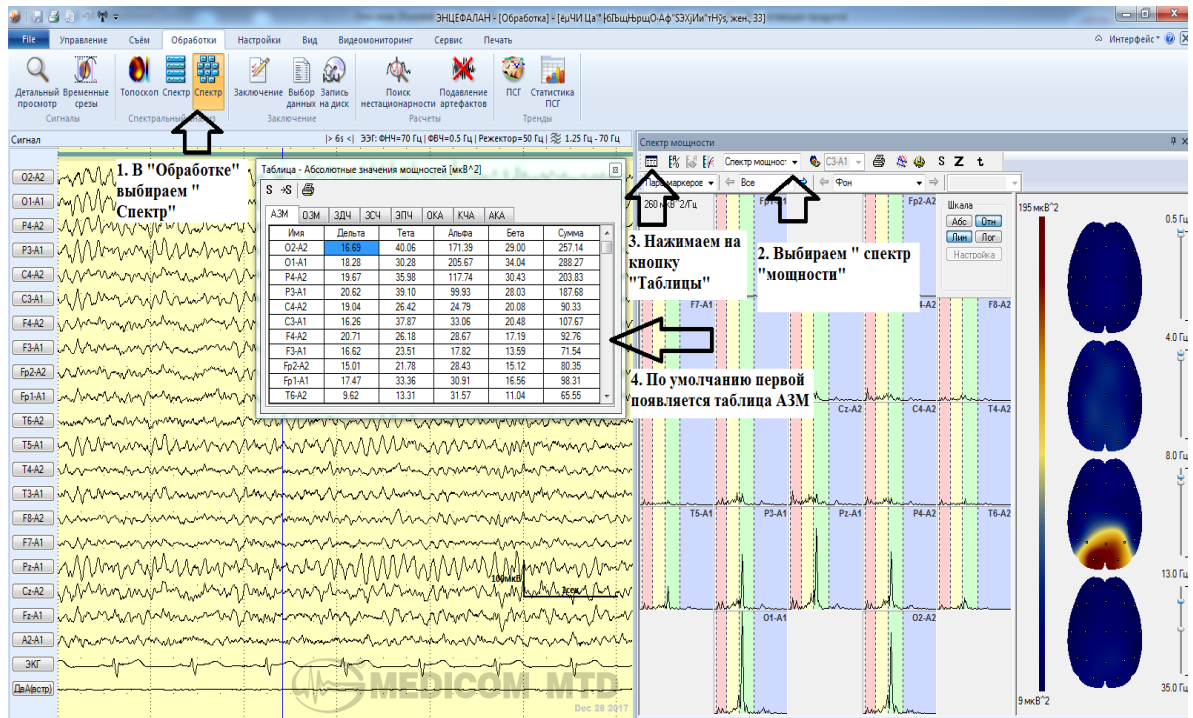 ЭНЦЕФАЛАН - [Обработка] - жен., 33]
File Управление Съём Обработки Настройки Вид Видеомониторинг Сервис Печать
Интерфейс
Детальный просмотр
Временные срезы
Топоскоп
Спектр
Спектр
Заключение
Выбор данных
Запись на диск
Поиск нестационарности
Подавление артефактов
ПСГ
Статистика ПСГ
Сигналы
Спектральный анализ
Заключение
Расчеты
Тренды
Сигнал
|> 6s <| ЭЭГ: ФНЧ=70 Гц | ФВЧ=0.5 Гц | Режектор=50 Гц | 1.25 Гц - 70 Гц
O2-A2
O1-A1
P4-A2
P3-A1
C4-A2
C3-A1
F4-A2
F3-A1
Fp2-A2
Fp1-A1
T6-A2
T5-A1
T4-A2
T3-A1
F8-A2
F7-A1
Pz-A1
Cz-A2
Fz-A1
A2-A1
ЭКГ
ДвА(встр)
1. В "Обработке"
выбираем "
Спектр"
Таблица - Абсолютные значения мощностей [мкВ^2]
S →S
АЗМ ОЗМ ЗДЧ ЗСЧ ЗПЧ ОКА КЧА АКА
Имя Дельта Тета Альфа Бета Сумма
O2-A2 16.69 40.06 171.39 29.00 257.14
O1-A1 18.28 30.28 205.67 34.04 288.27
P4-A2 19.67 35.98 117.74 30.43 203.83
P3-A1 20.62 39.10 99.93 28.03 187.68
C4-A2 19.04 26.42 24.79 20.08 90.33
C3-A1 16.26 37.87 33.06 20.48 107.67
F4-A2 20.71 26.18 28.67 17.19 92.76
F3-A1 16.62 23.51 17.82 13.59 71.54
Fp2-A2 15.01 21.78 28.43 15.12 80.35
Fp1-A1 17.47 33.36 30.91 16.56 98.31
T6-A2 9.62 13.31 31.57 11.04 65.55
100мкВ
1сек
MEDICOM MTD
Dec 28 2017
Спектр мощности
Спектр мощнос C3-A1 S Z t
маркеров Все Фон
260 мкВ^2/Гц
Fp2-A2
Шкала
Абс Отн
Лин Лог
Настройка
3. Нажимаем на
кнопку
"Таблицы"
2. Выбираем " спектр
"мощности"
F7-A1
F8-A2
4. По умолчанию первой
появляется таблица АЗМ
Cz-A2 C4-A2 T4-A2
T5-A1 P3-A1 Pz-A1 P4-A2 T6-A2
O1-A1 O2-A2
195 мкВ^2
9 мкВ^2
0.5 Гц
4.0 Гц
8.0 Гц
13.0 Гц
35.0 Гц